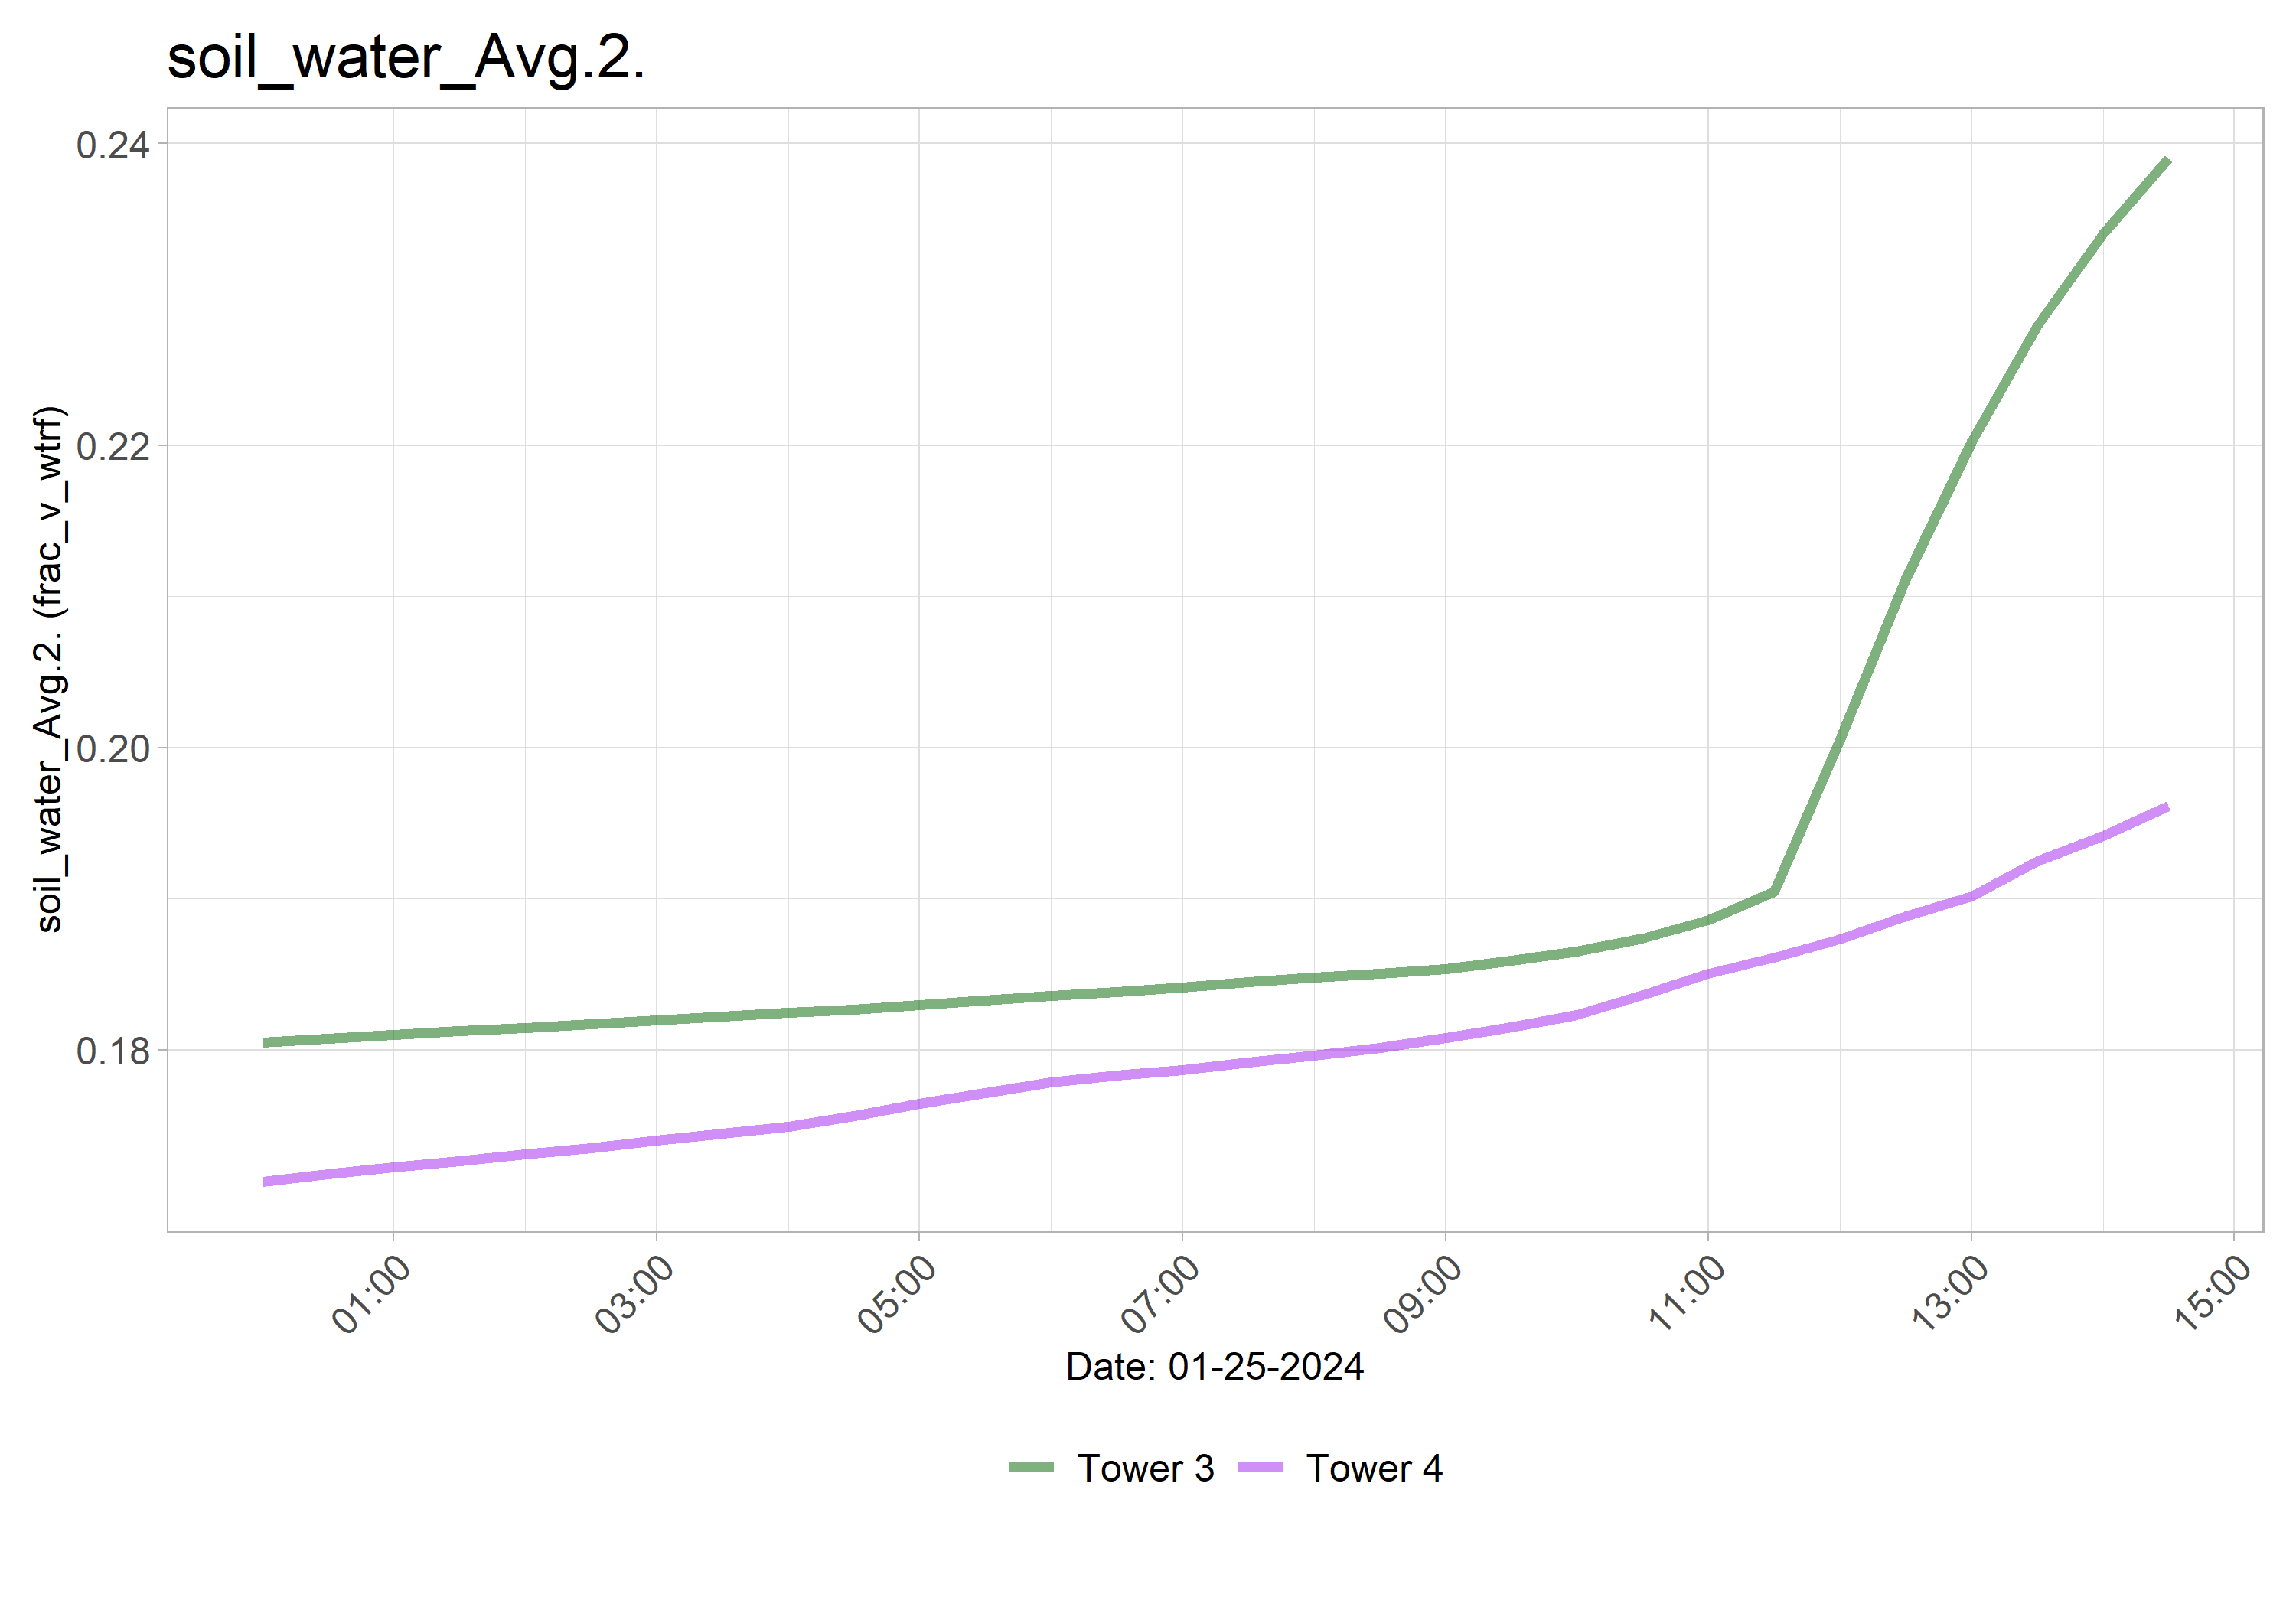 soil_water_Avg.2.
soil_water_Avg.2. (frac_v_wtrf)
0.24
0.22
0.20
0.18
01:00
03:00
05:00
07:00
09:00
11:00
13:00
15:00
Date: 01-25-2024
Tower 3
Tower 4